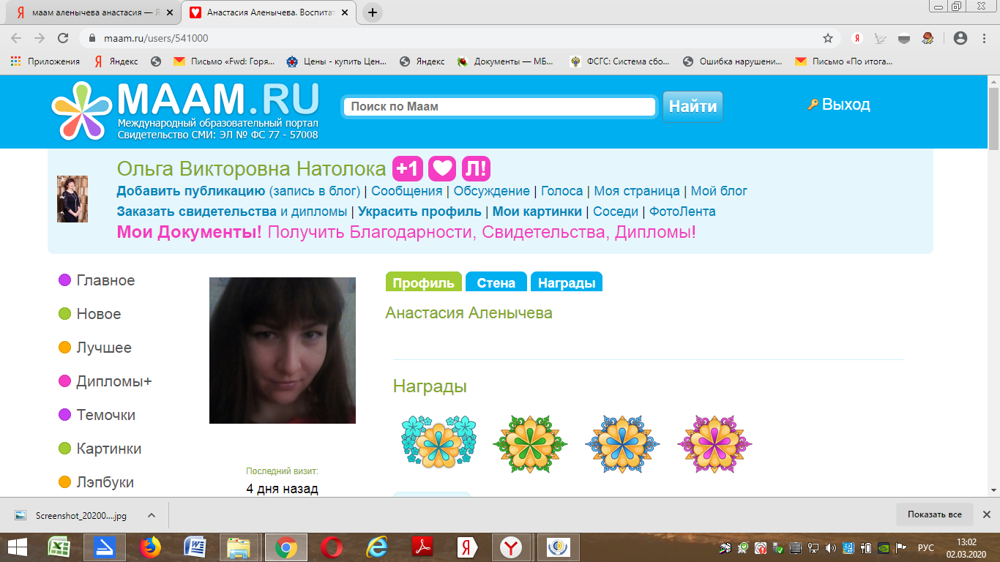 маам аленычева анастасия — Я
Анастасия Аленычева. Воспитат
maam.ru/users/541000
Приложения
Яндекс
Письмо «Fwd: Горя...
Цены - купить Цен...
Яндекс
Документы — МБ...
ФСГС: Система сбо...
Ошибка нарушени...
Письмо «По итога...
MAAM.RU
Международный образовательный портал
Свидетельство СМИ: ЭЛ № ФС 77 - 57008
Поиск по Маам
Найти
Выход
Ольга Викторовна Натолока +1 Л!
Добавить публикацию (запись в блог) | Сообщения | Обсуждение | Голоса | Моя страница | Мой блог
Заказать свидетельства и дипломы | Украсить профиль | Мои картинки | Соседи | ФотоЛента
Мои Документы! Получить Благодарности, Свидетельства, Дипломы!
Главное
Новое
Лучшее
Дипломы+
Темочки
Картинки
Лэпбуки
Последний визит:
4 дня назад
Профиль
Стена
Награды
Анастасия Аленычева
Награды
Screenshot_20200....jpg
Показать все
РУС
13:02
02.03.2020